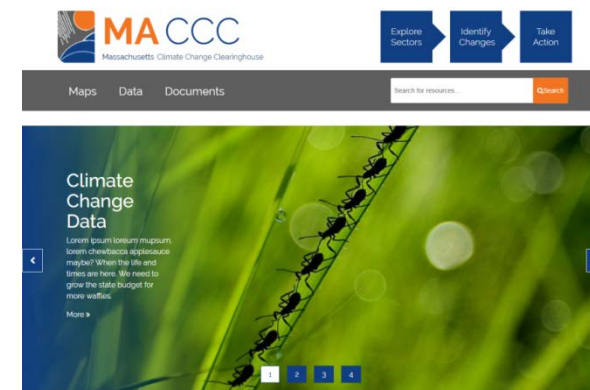 MA CCC
Massachusetts Climate Change Clearinghouse
Explore
Sectors
Identify
Changes
Take
Action
Maps Data Documents
Search for resources...
Search
Climate
Change
Data
Lorem ipsum loreum mupsum,
lorem chewbacca applesauce
maybe? When the life and
times are here. We need to
grow the state budget for
more waffles.
More »
1 2 3 4